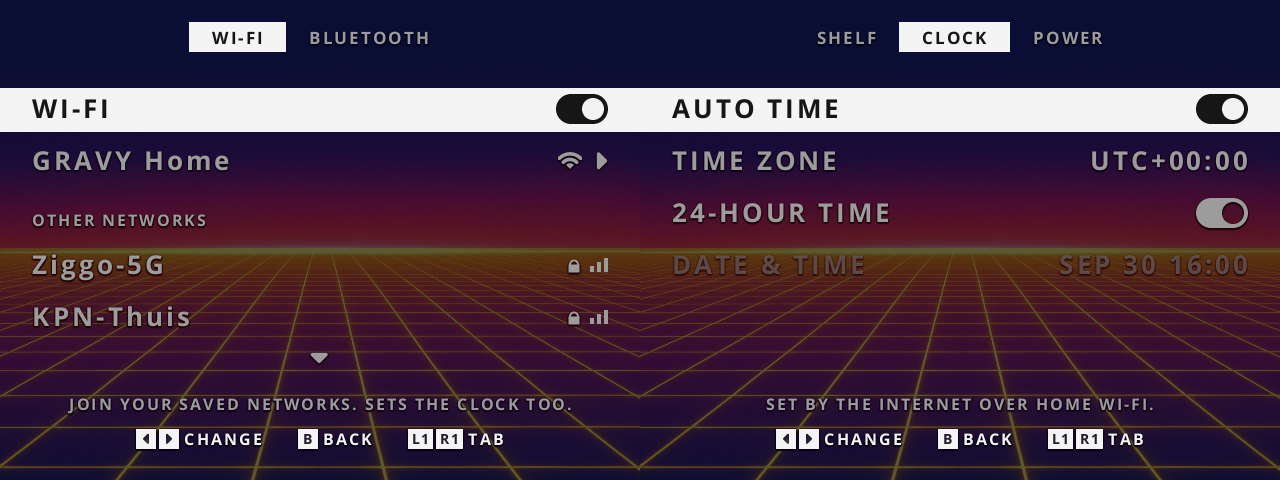 WI-FI BLUETOOTH
WI-FI
GRAVY Home
OTHER NETWORKS
Ziggo-5G
KPN-Thuis
JOIN YOUR SAVED NETWORKS. SETS THE CLOCK TOO.
CHANGE B BACK L1 R1 TAB
SHELF CLOCK POWER
AUTO TIME
TIME ZONE UTC+00:00
24-HOUR TIME
DATE & TIME SEP 30 16:00
SET BY THE INTERNET OVER HOME WI-FI.
CHANGE B BACK L1 R1 TAB